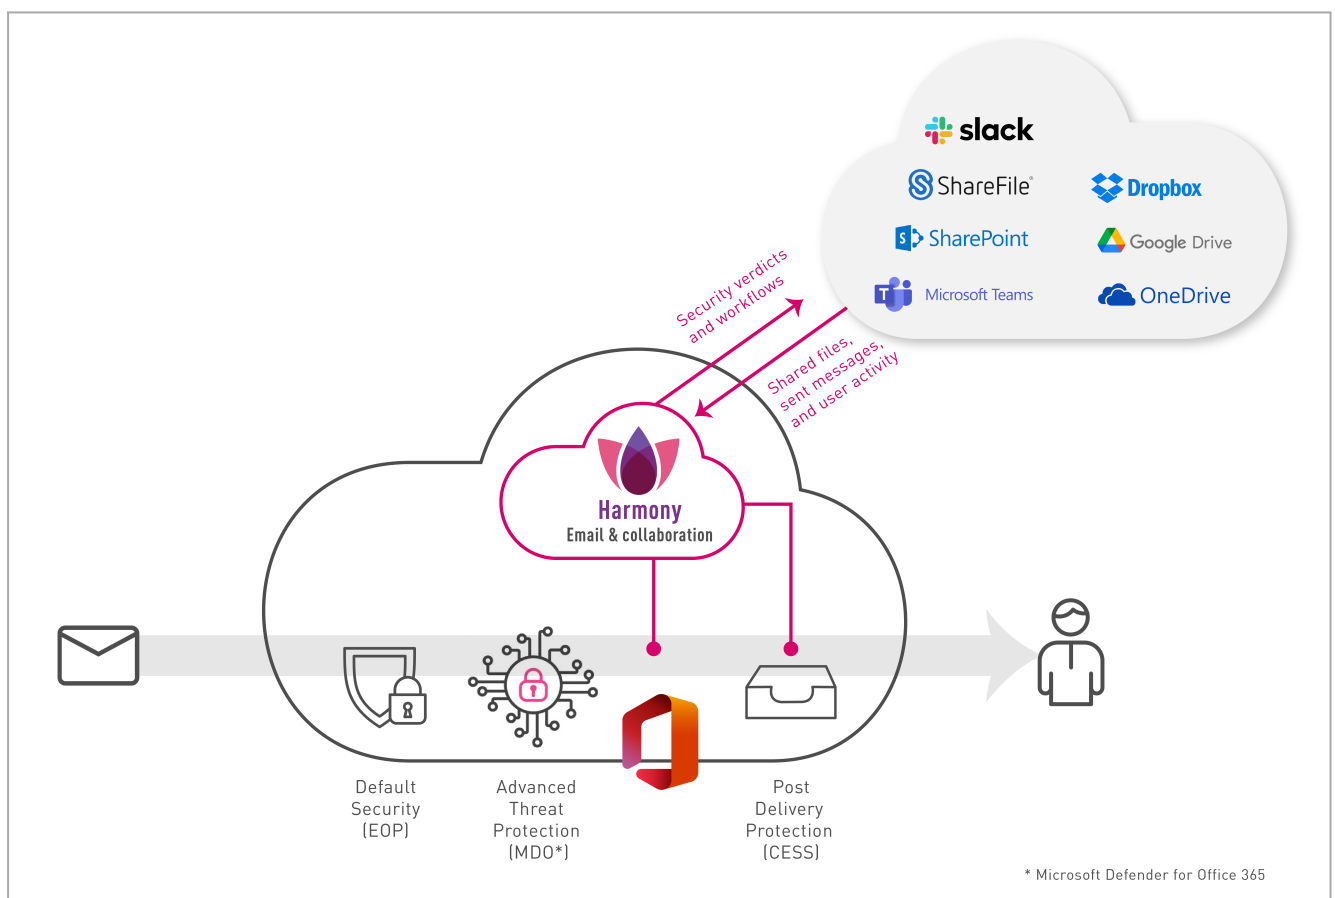 slack
ShareFile®
Dropbox
SharePoint
Google Drive
Microsoft Teams
OneDrive
Security verdicts
and workflows
Shared files,
sent messages,
and user activity
Harmony
Email & collaboration
Default
Security
(EOP)
Advanced
Threat
Protection
(MDO*)
Post
Delivery
Protection
(CESS)
* Microsoft Defender for Office 365